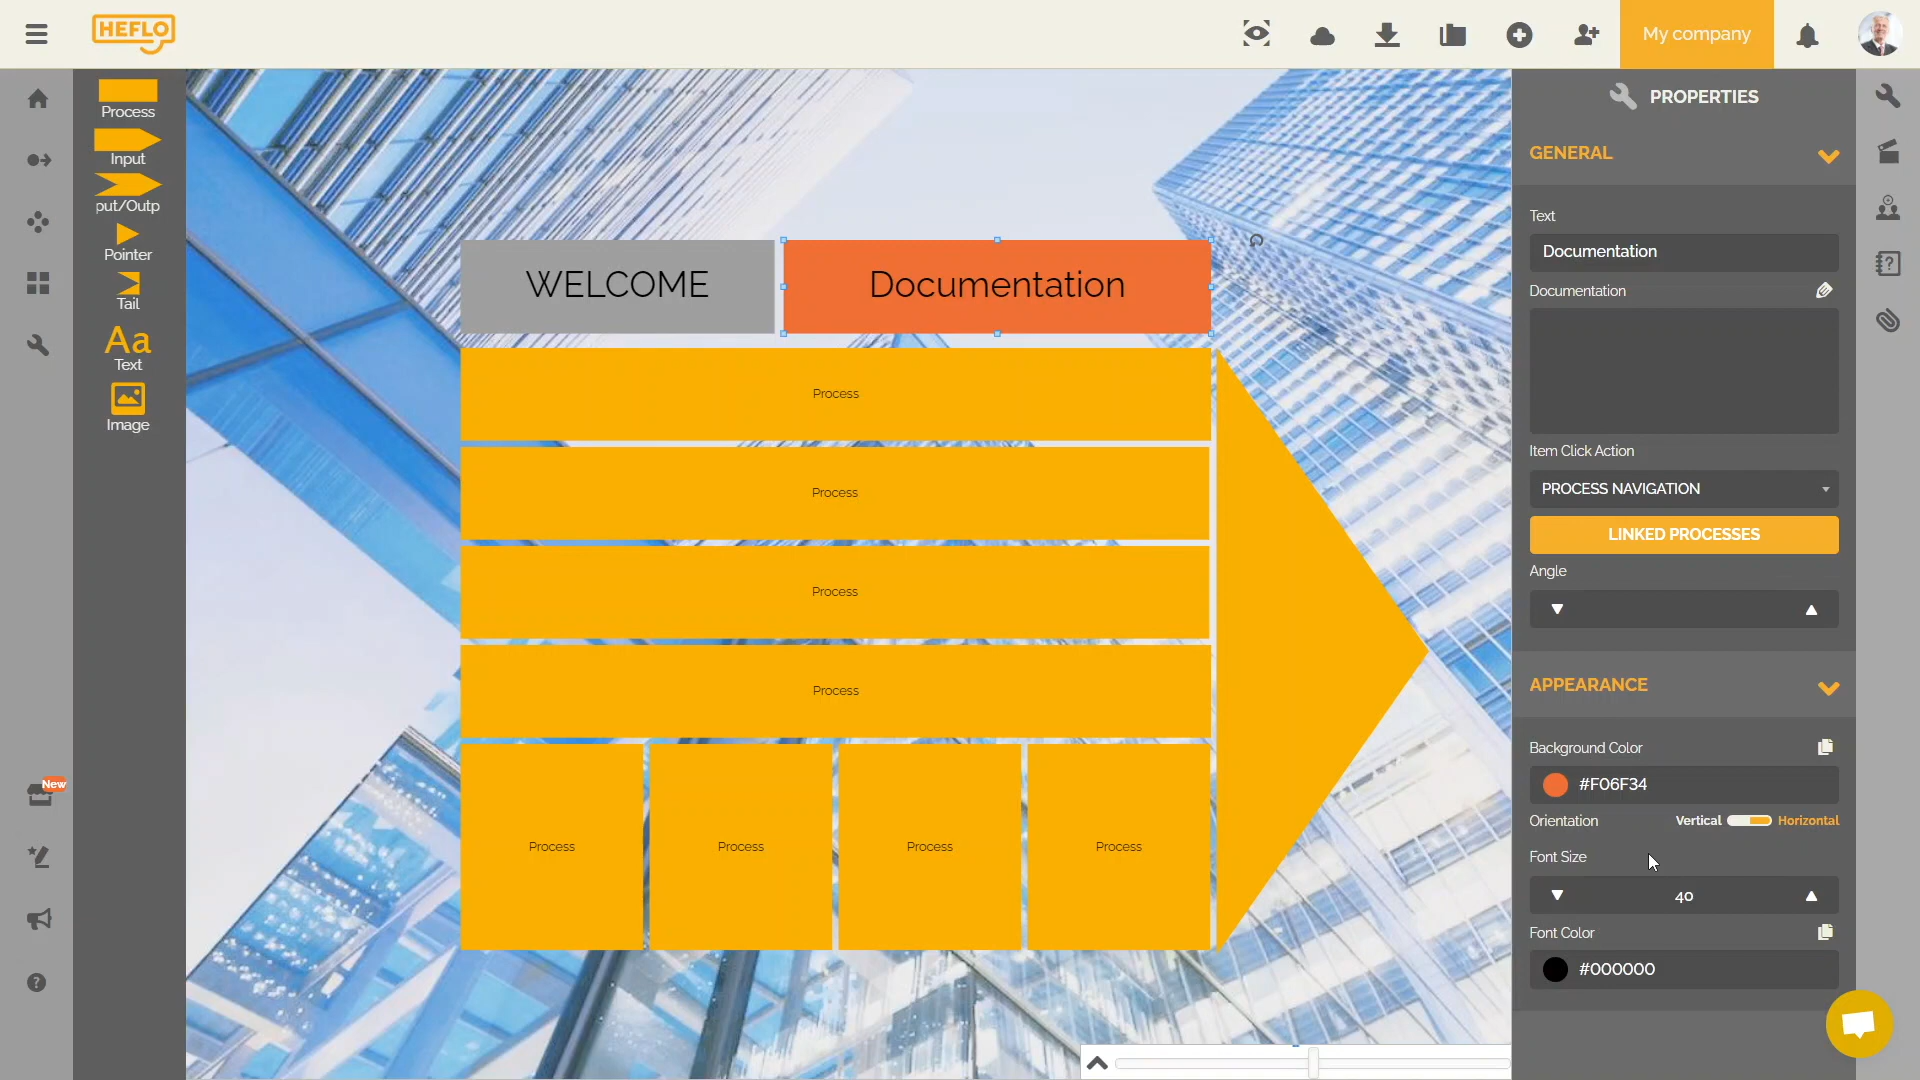 HEFLO
My company
Process
Input
put/Outp
Pointer
Tail
Aa
Text
Image
New
WELCOME
Documentation
Process
Process
Process
Process
Process
Process
Process
Process
PROPERTIES
GENERAL
Text
Documentation
Documentation
Item Click Action
PROCESS NAVIGATION
LINKED PROCESSES
Angle
APPEARANCE
Background Color
#F06F34
Orientation Vertical Horizontal
Font Size
40
Font Color
#000000